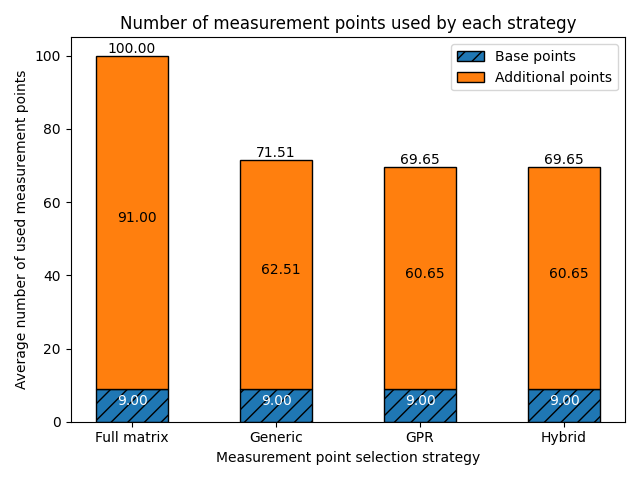 Number of measurement points used by each strategy
Average number of used measurement points
100
80
60
40
20
0
Base points
Additional points
100.00
71.51
69.65
69.65
91.00
62.51
60.65
60.65
9.00
9.00
9.00
9.00
Full matrix
Generic
GPR
Hybrid
Measurement point selection strategy